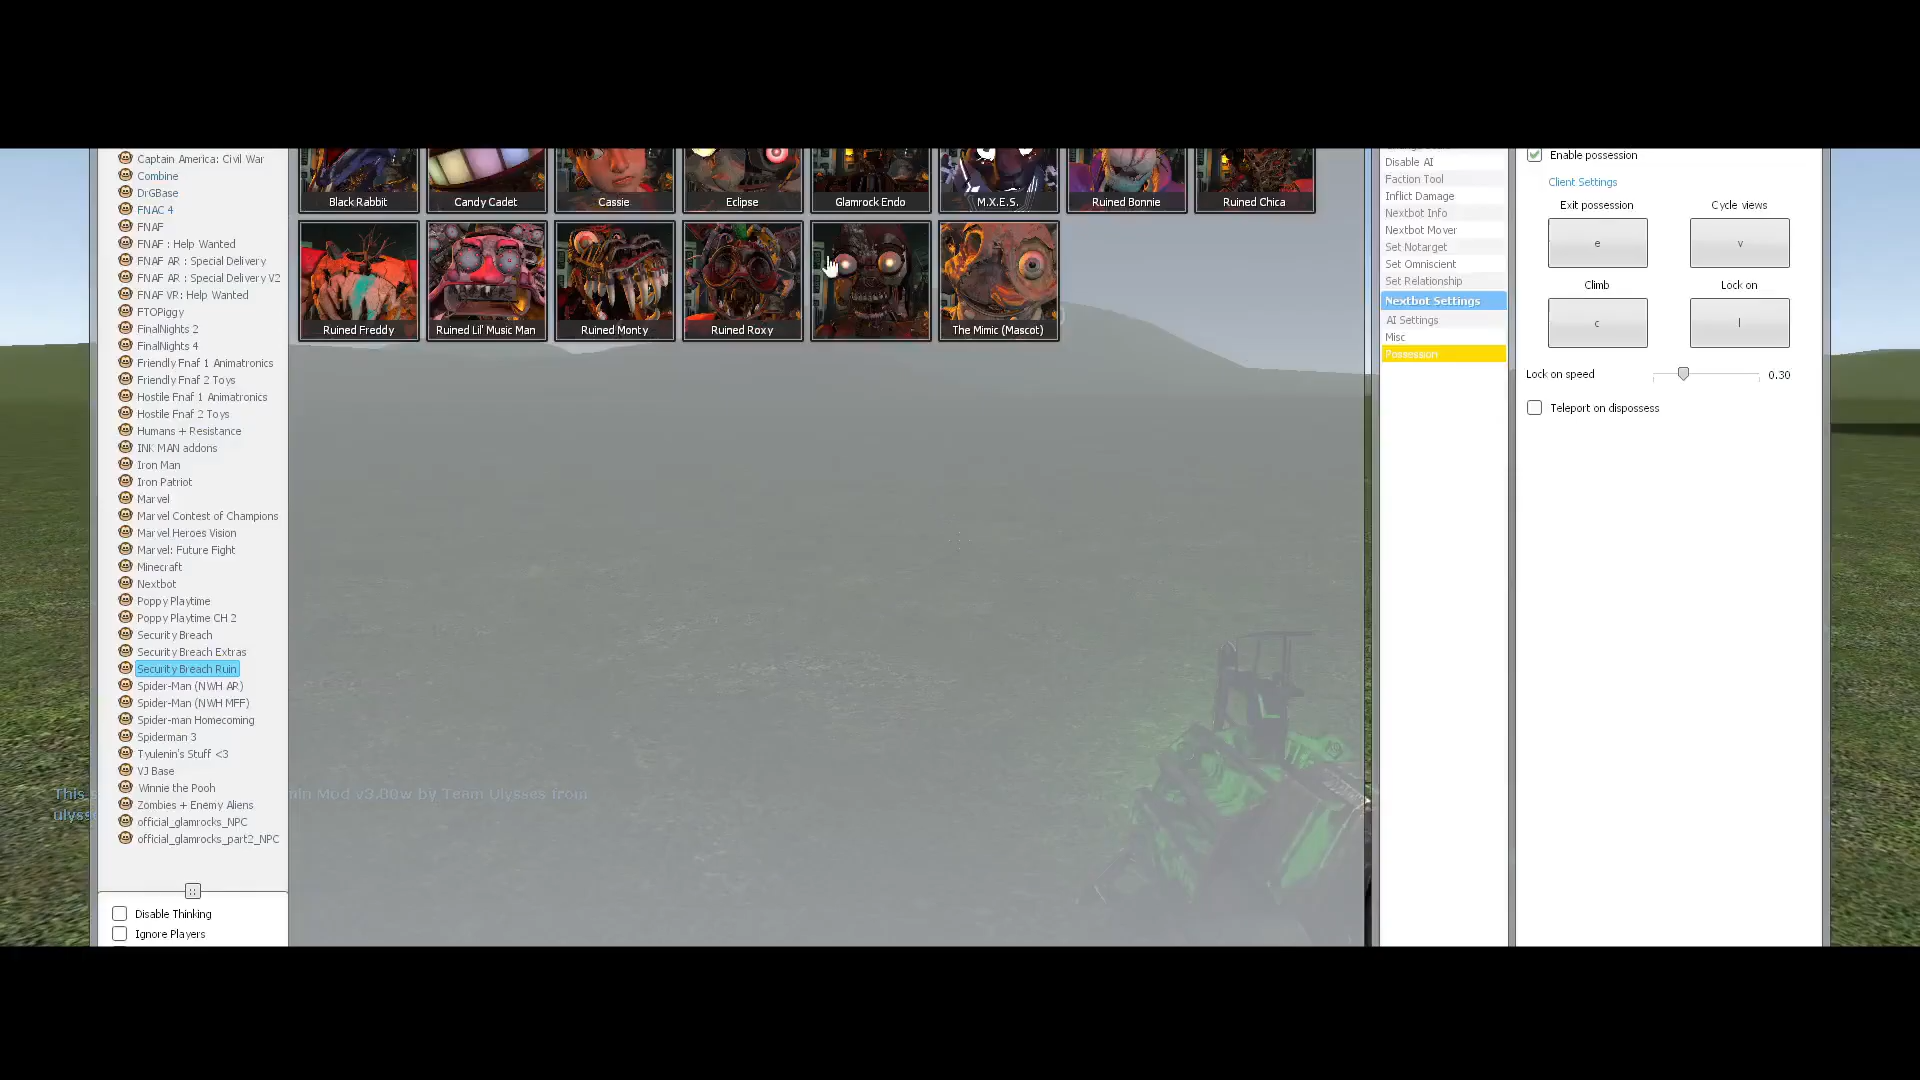 Captain America: Civil War
Combine
DrGBase
FNAC 4
FNAF
FNAF : Help Wanted
FNAF AR : Special Delivery
FNAF AR : Special Delivery V2
FNAF VR: Help Wanted
FTOPiggy
FinalNights 2
FinalNights 4
Friendly Fnaf 1 Animatronics
Friendly Fnaf 2 Toys
Hostile Fnaf 1 Animatronics
Hostile Fnaf 2 Toys
Humans + Resistance
INK MAN addons
Iron Man
Iron Patriot
Marvel
Marvel Contest of Champions
Marvel Heroes Vision
Marvel: Future Fight
Minecraft
Nextbot
Poppy Playtime
Poppy Playtime CH 2
Security Breach
Security Breach Extras
Security Breach Ruin
Spider-Man (NWH AR)
Spider-Man (NWH MFF)
Spider-man Homecoming
Spiderman 3
Tyulenin's Stuff <3
VJ Base
Winnie the Pooh
Zombies + Enemy Aliens
official_glamrocks_NPC
official_glamrocks_part2_NPC
Disable Thinking
Ignore Players
Black Rabbit
Candy Cadet
Cassie
Eclipse
Glamrock Endo
M.X.E.S.
Ruined Bonnie
Ruined Chica
Ruined Freddy
Ruined Lil' Music Man
Ruined Monty
Ruined Roxy
The Mimic (Mascot)
This
Mod v3.00w by Team Ulysses from
Disable AI
Faction Tool
Inflict Damage
Nextbot Info
Nextbot Mover
Set Notarget
Set Omniscient
Set Relationship
Nextbot Settings
AI Settings
Misc
Possession
Enable possession
Client Settings
Exit possession
Cycle views
e
v
Climb
Lock on
c
l
Lock on speed
0.30
Teleport on dispossess